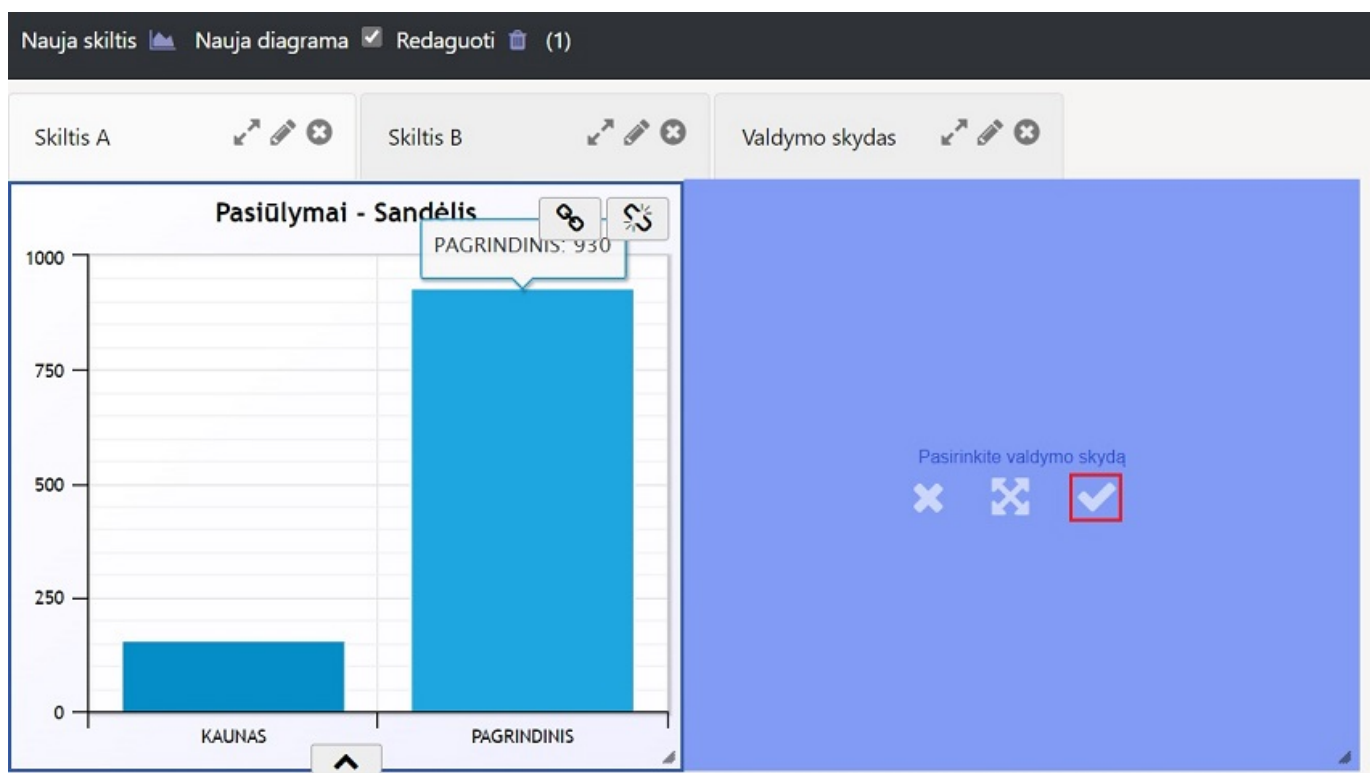 Nauja skiltis Nauja diagrama Redaguoti (1)
Skiltis A Skiltis B Valdymo skydas
Pasiūlymai - Sandėlis
PAGRINDINIS: 930
1000
750
Pasirinkite valdymo skydą
500
250
0
KAUNAS PAGRINDINIS